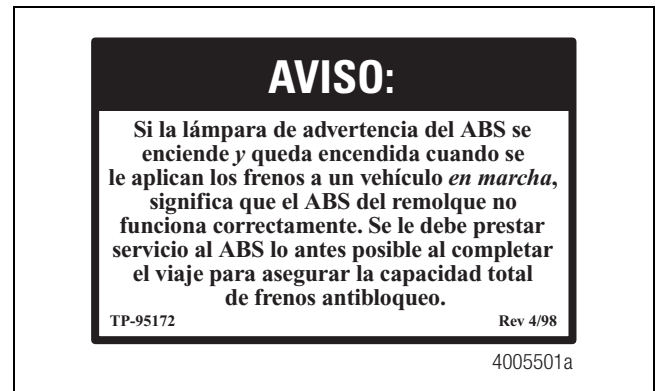 AVISO:
Si la lámpara de advertencia del ABS se
enciende y queda encendida cuando se
le aplican los frenos a un vehículo en marcha,
significa que el ABS del remolque no
funciona correctamente. Se le debe prestar
servicio al ABS lo antes posible al completar
el viaje para asegurar la capacidad total
de frenos antibloqueo.
TP-95172 Rev 4/98
4005501a